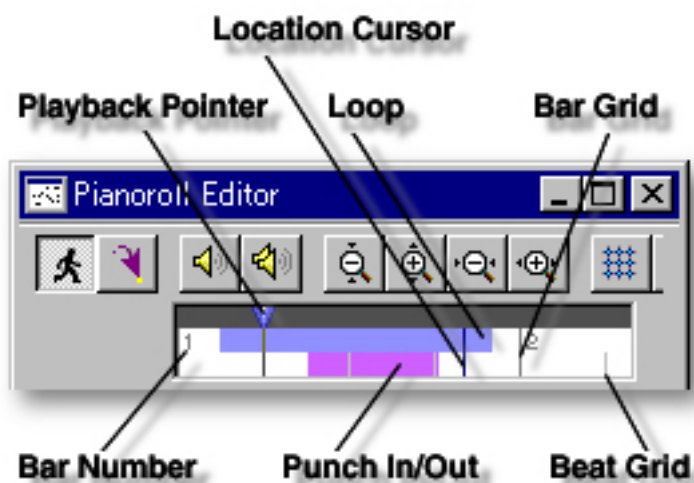 Location Cursor
Playback Pointer Loop Bar Grid
Pianoroll Editor
1 2
Bar Number Punch In/Out Beat Grid